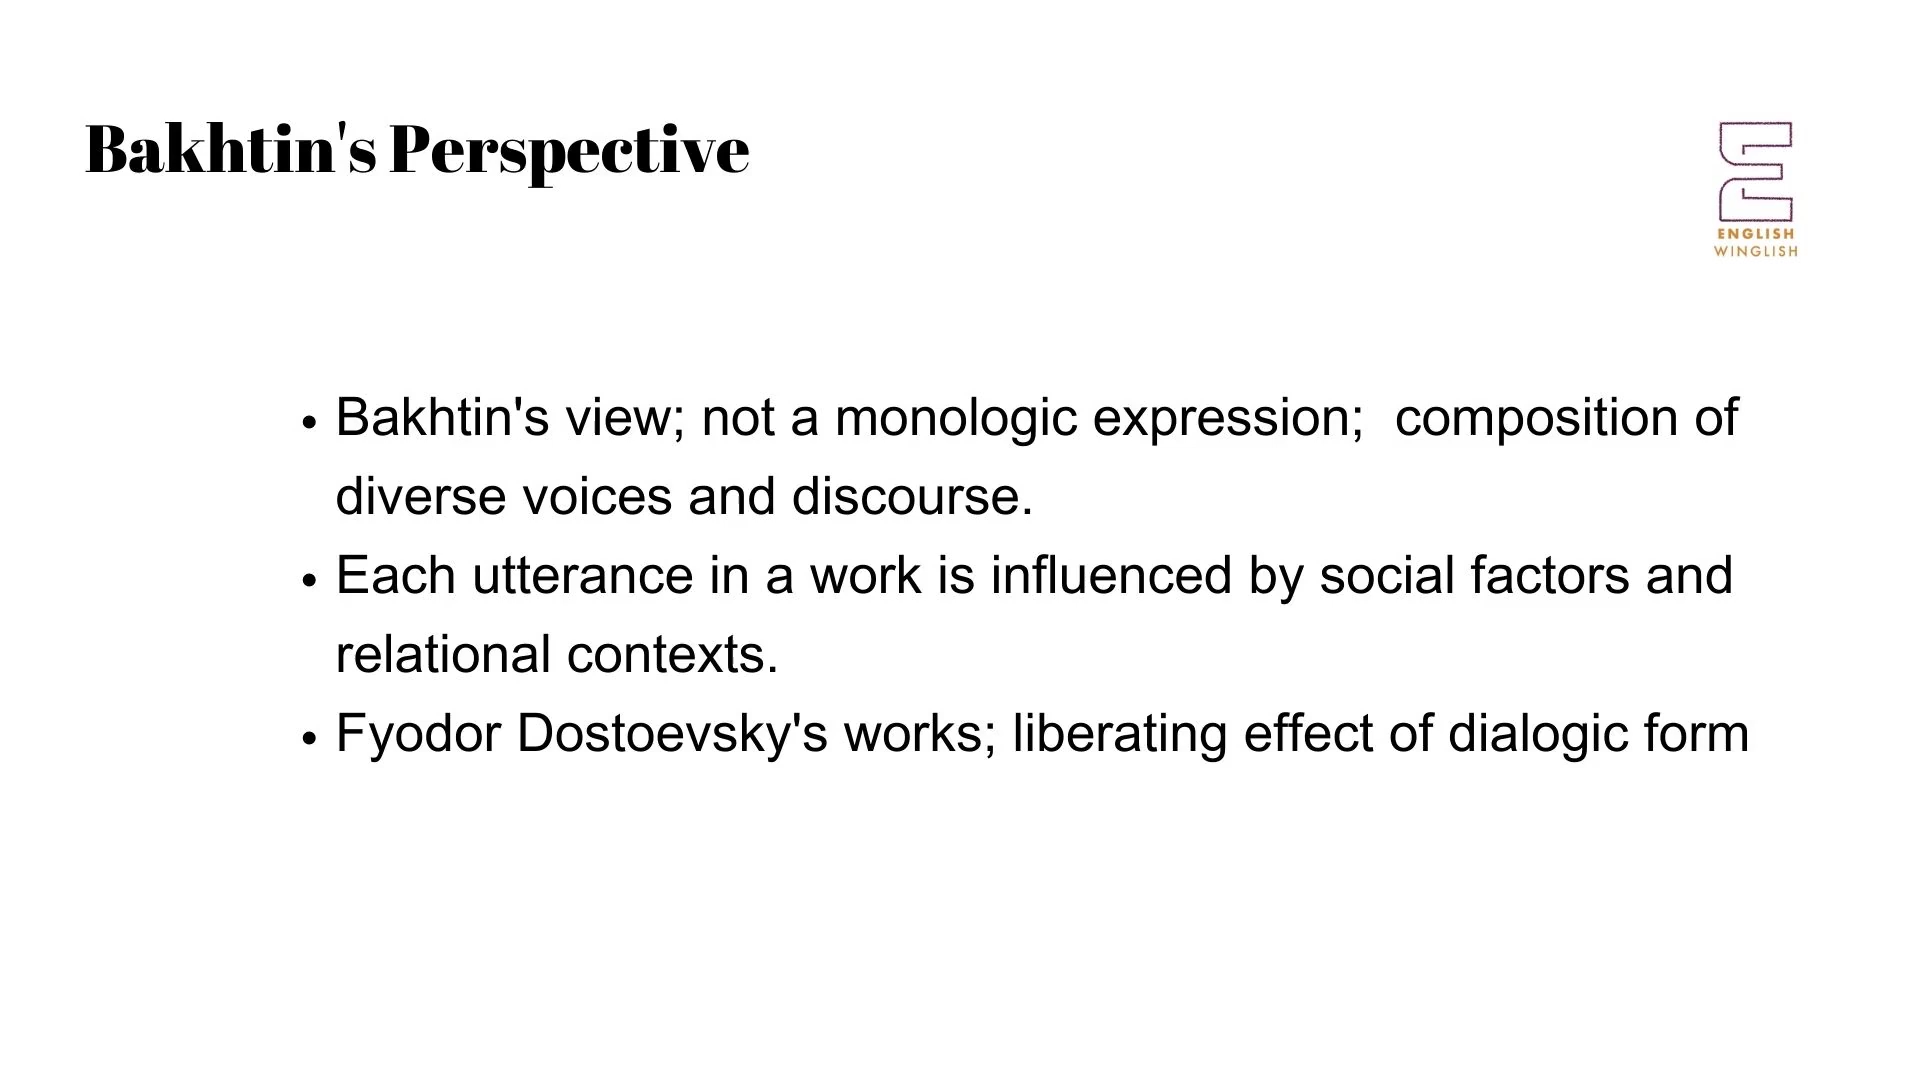 Bakhtin's Perspective
ENGLISH
WINGLISH
• Bakhtin's view; not a monologic expression;  composition of
diverse voices and discourse.
• Each utterance in a work is influenced by social factors and
relational contexts.
• Fyodor Dostoevsky's works; liberating effect of dialogic form